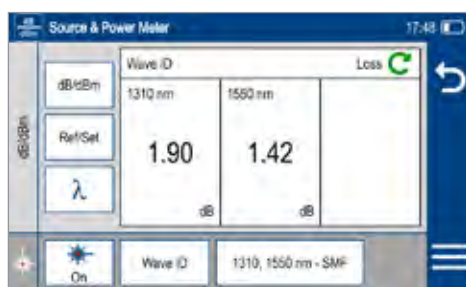 Source & Power Meter 17:48
dB/dBm
Wave ID Loss
dB/dBm
1310 nm 1550 nm
Ref/Set
1.90 1.42
λ
dB dB
On
Wave ID
1310, 1550 nm - SMF